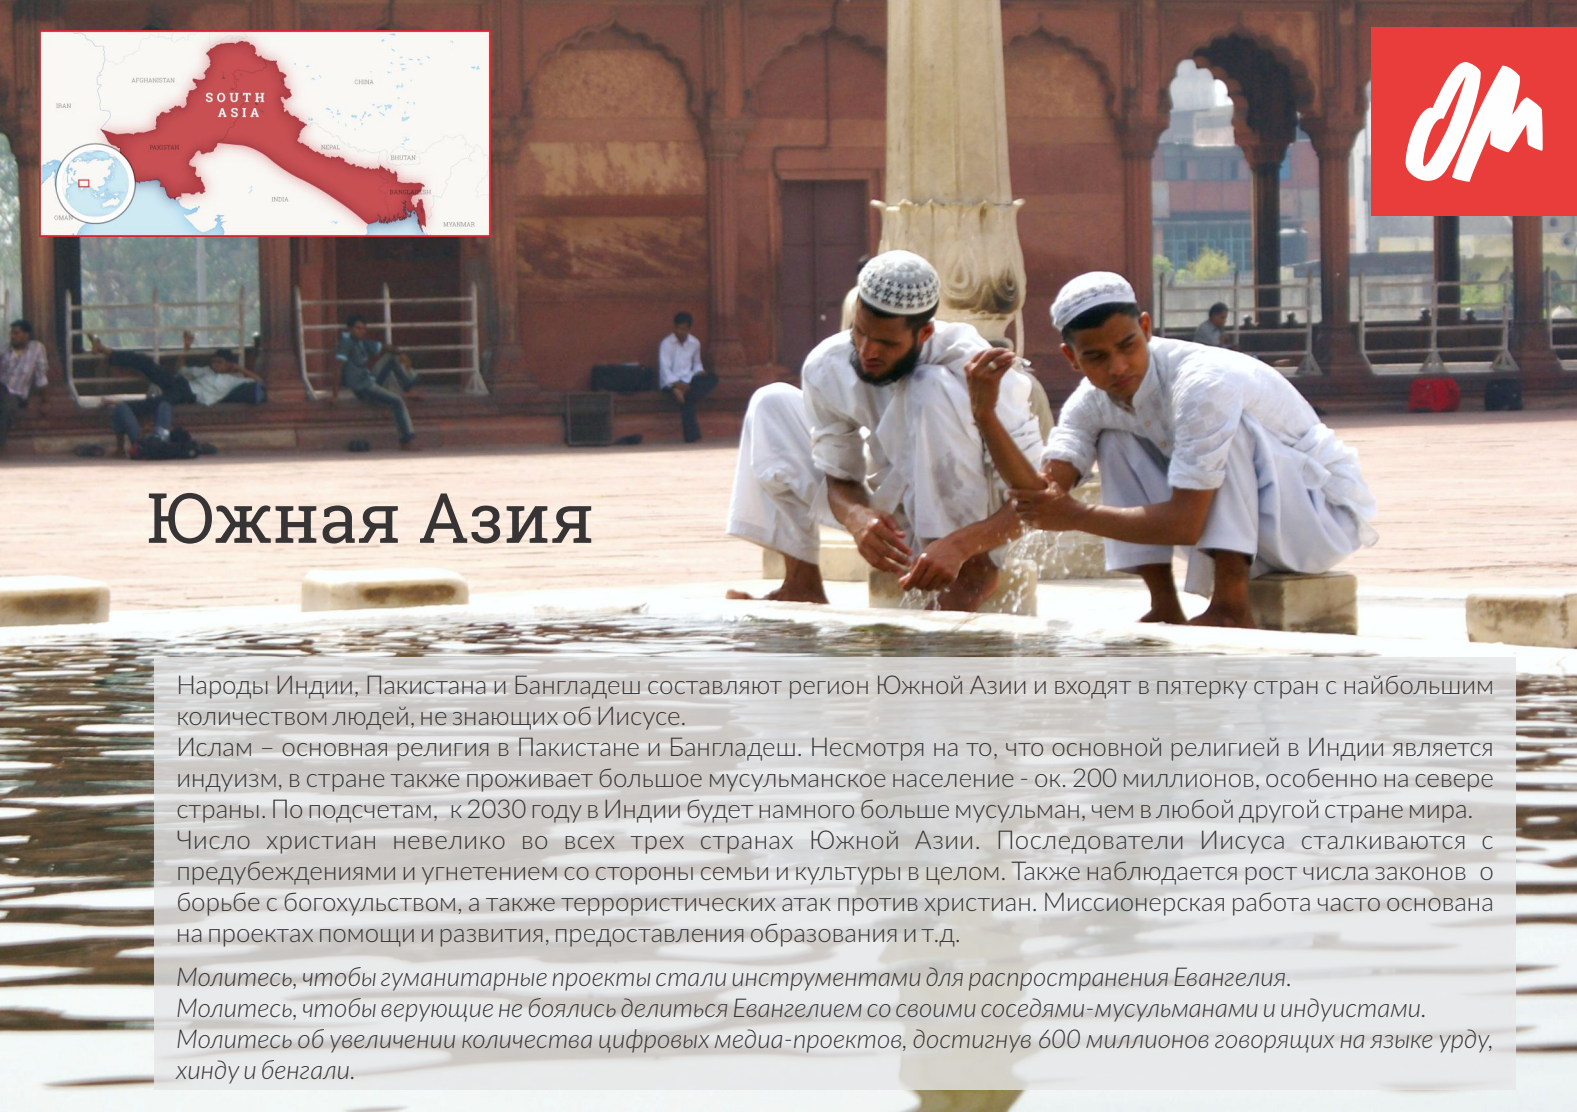 AFGHANISTAN
CHINA
IRAN
SOUTH
ASIA
PAKISTAN
NEPAL
BHUTAN
INDIA
BANGLADESH
OMAN
MYANMAR
OM
Южная Азия
Народы Индии, Пакистана и Бангладеш составляют регион Южной Азии и входят в пятерку стран с найбольшим
количеством людей, не знающих об Иисусе.
Ислам – основная религия в Пакистане и Бангладеш. Несмотря на то, что основной религией в Индии является
индуизм, в стране также проживает большое мусульманское население - ок. 200 миллионов, особенно на севере
страны. По подсчетам, к 2030 году в Индии будет намного больше мусульман, чем в любой другой стране мира.
Число христиан невелико во всех трех странах Южной Азии. Последователи Иисуса сталкиваются с
предубеждениями и угнетением со стороны семьи и культуры в целом. Также наблюдается рост числа законов о
борьбе с богохульством, а также террористических атак против христиан. Миссионерская работа часто основана
на проектах помощи и развития, предоставления образования и т.д.
Молитесь, чтобы гуманитарные проекты стали инструментами для распространения Евангелия.
Молитесь, чтобы верующие не боялись делиться Евангелием со своими соседями-мусульманами и индуистами.
Молитесь об увеличении количества цифровых медиа-проектов, достигнув 600 миллионов говорящих на языке урду,
хинду и бенгали.